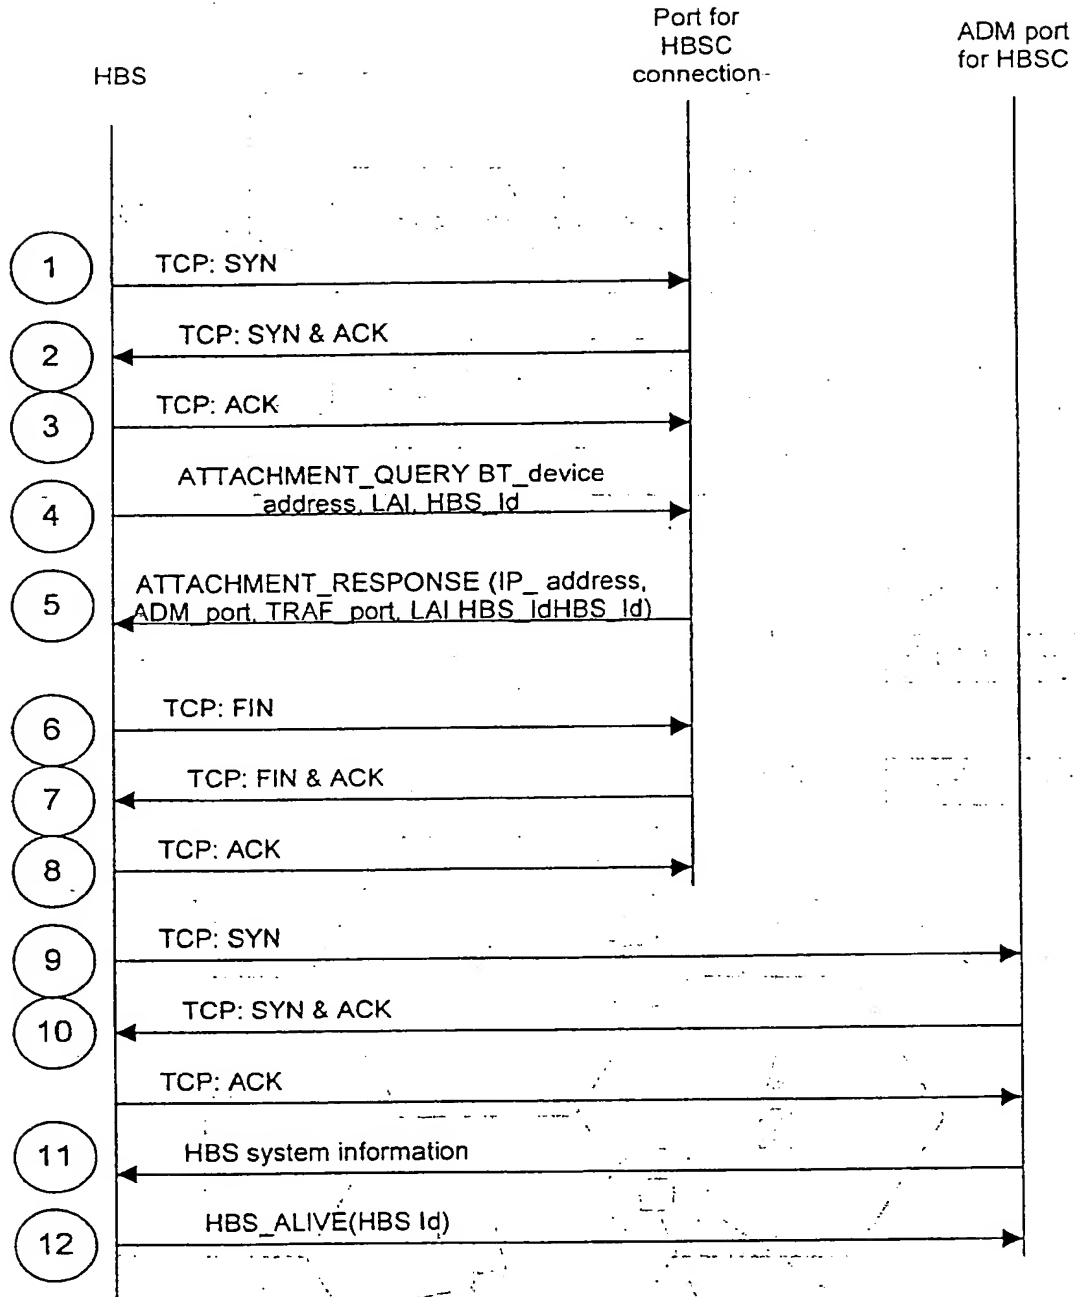 HBS
Port for
HBSC
connection
ADM port
for HBSC
1
TCP: SYN
2
TCP: SYN & ACK
3
TCP: ACK
4
ATTACHMENT_QUERY BT_device
address, LAI, HBS_Id
5
ATTACHMENT_RESPONSE (IP_ address,
ADM_port, TRAF_port, LAI HBS_IdHBS_Id)
6
TCP: FIN
7
TCP: FIN & ACK
8
TCP: ACK
9
TCP: SYN
10
TCP: SYN & ACK
TCP: ACK
11
HBS system information
12
HBS_ALIVE(HBS Id)